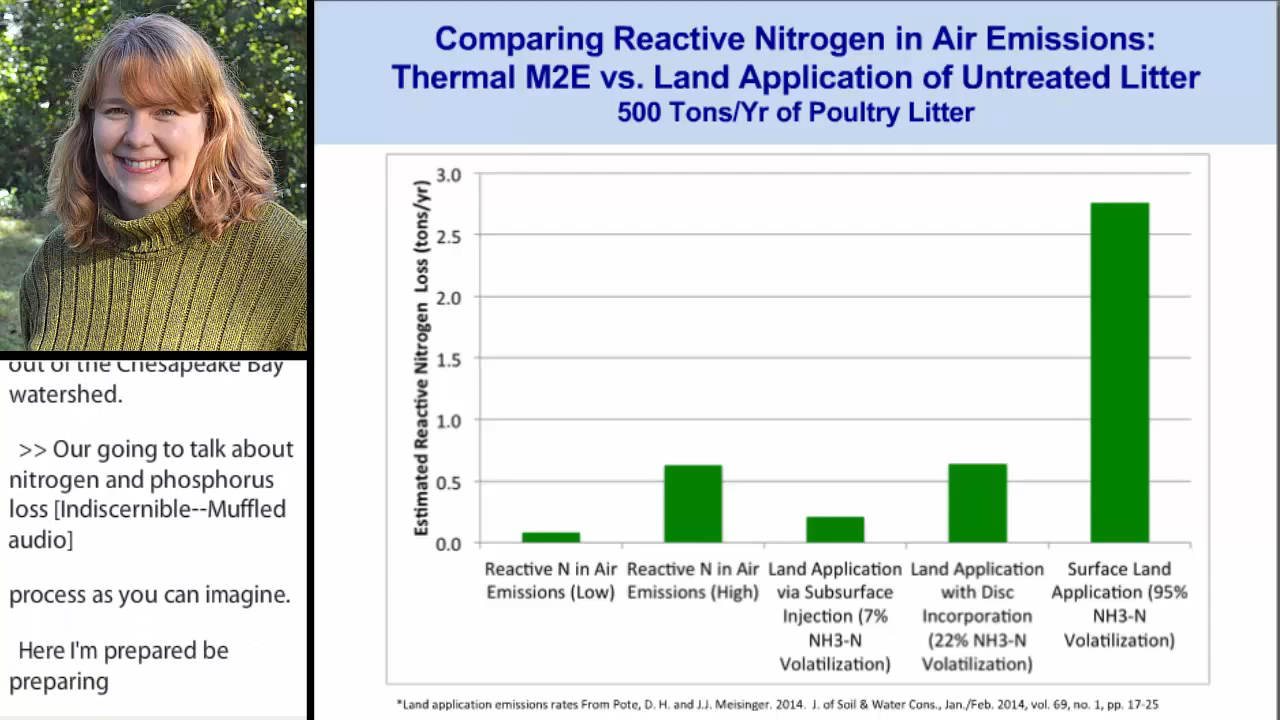 Comparing Reactive Nitrogen in Air Emissions:
Thermal M2E vs. Land Application of Untreated Litter
500 Tons/Yr of Poultry Litter
out of the Chesapeake Bay
watershed.
>> Our going to talk about
nitrogen and phosphorus
loss [Indiscernible--Muffled
audio]
process as you can imagine.
Here I'm prepared be
preparing
Estimated Reactive Nitrogen Loss (tons/yr)
3.0
2.5
2.0
1.5
1.0
0.5
0.0
Reactive N in Air
Emissions (Low)
Reactive N in Air
Emissions (High)
Land Application
via Subsurface
Injection (7%
NH3-N
Volatilization)
Land Application
with Disc
Incorporation
(22% NH3-N
Volatilization)
Surface Land
Application (95%
NH3-N
Volatilization)
*Land application emissions rates From Pote, D. H. and J.J. Meisinger. 2014. J. of Soil & Water Cons., Jan./Feb. 2014, vol. 69, no. 1, pp. 17-25